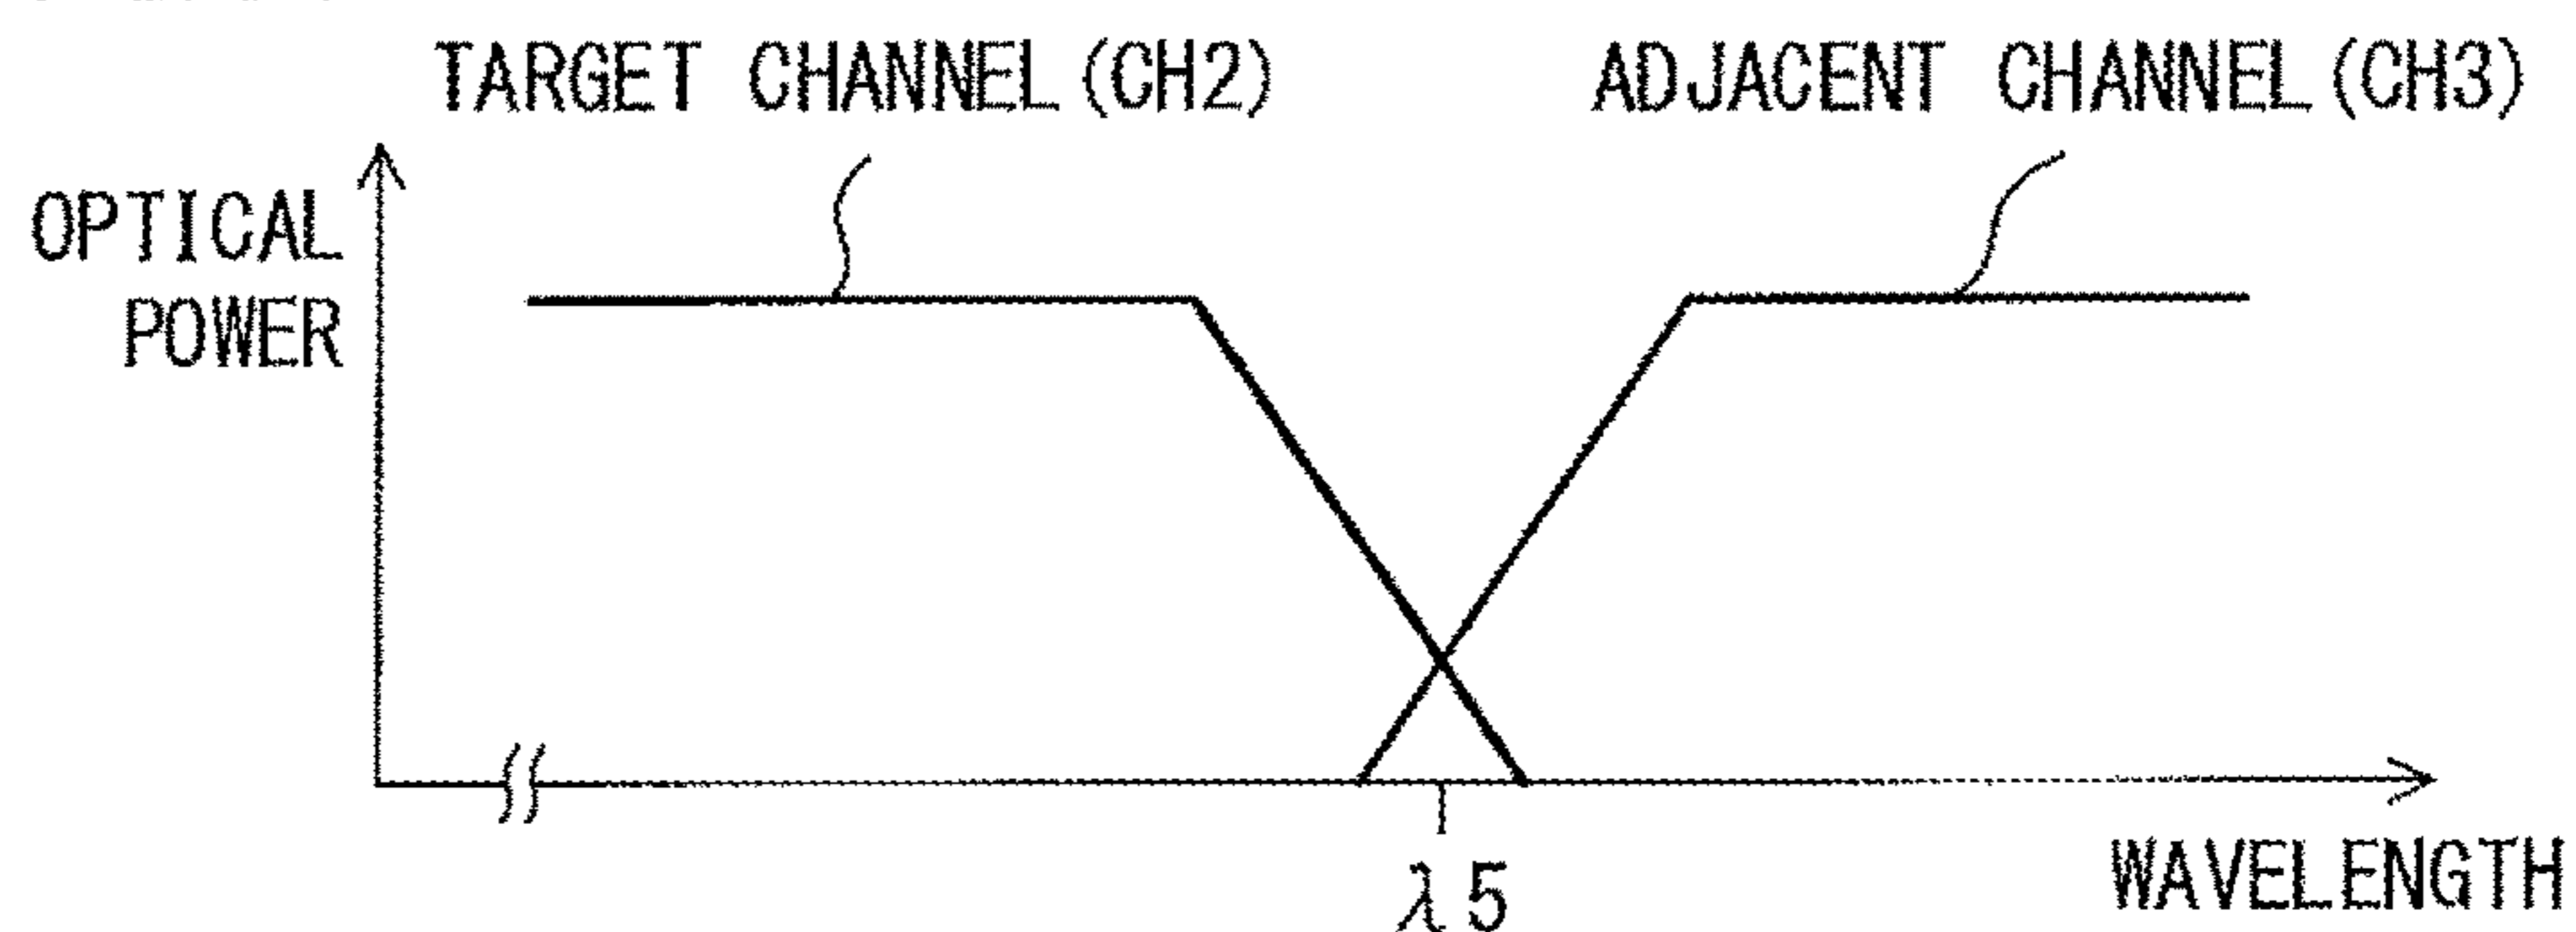 TARGET CHANNEL(CH2)
ADJACENT CHANNEL(CH3)
OPTICAL
POWER
λ5
WAVELENGTH